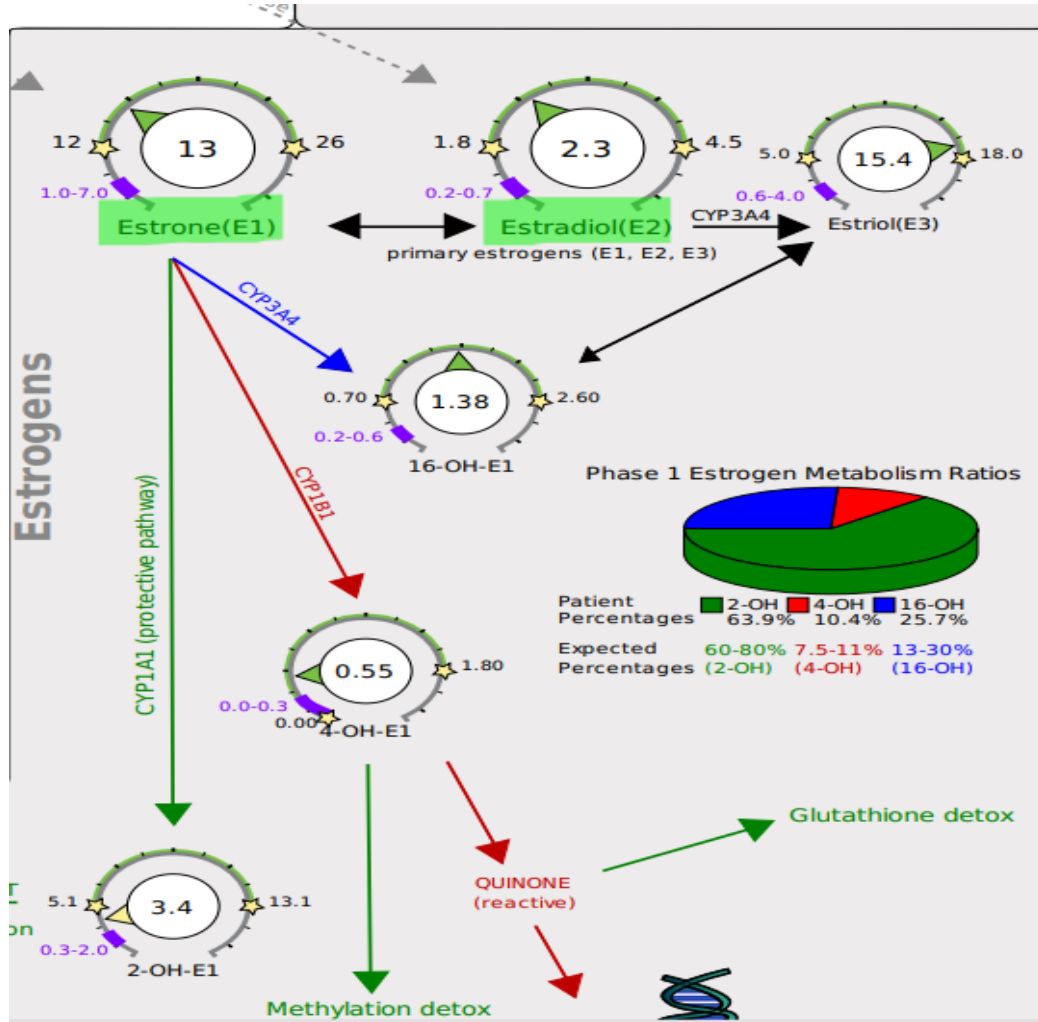 13
12
26
1.0-7.0
Estrone(E1)
2.3
1.8
4.5
0.2-0.7
Estradiol(E2)
CYP3A4
15.4
5.0
18.0
0.6-4.0
Estriol(E3)
primary estrogens (E1, E2, E3)
CYP3A4
1.38
0.70
2.60
0.2-0.6
16-OH-E1
Estrogens
CYP1B1
CYP1A1 (protective pathway)
Phase 1 Estrogen Metabolism Ratios
Patient Percentages
2-OH 4-OH 16-OH
63.9% 10.4% 25.7%
Expected Percentages
60-80% 7.5-11% 13-30%
(2-OH) (4-OH) (16-OH)
0.55
1.80
0.0-0.3
0.00
4-OH-E1
Glutathione detox
QUINONE
(reactive)
3.4
5.1
13.1
0.3-2.0
2-OH-E1
on
Methylation detox